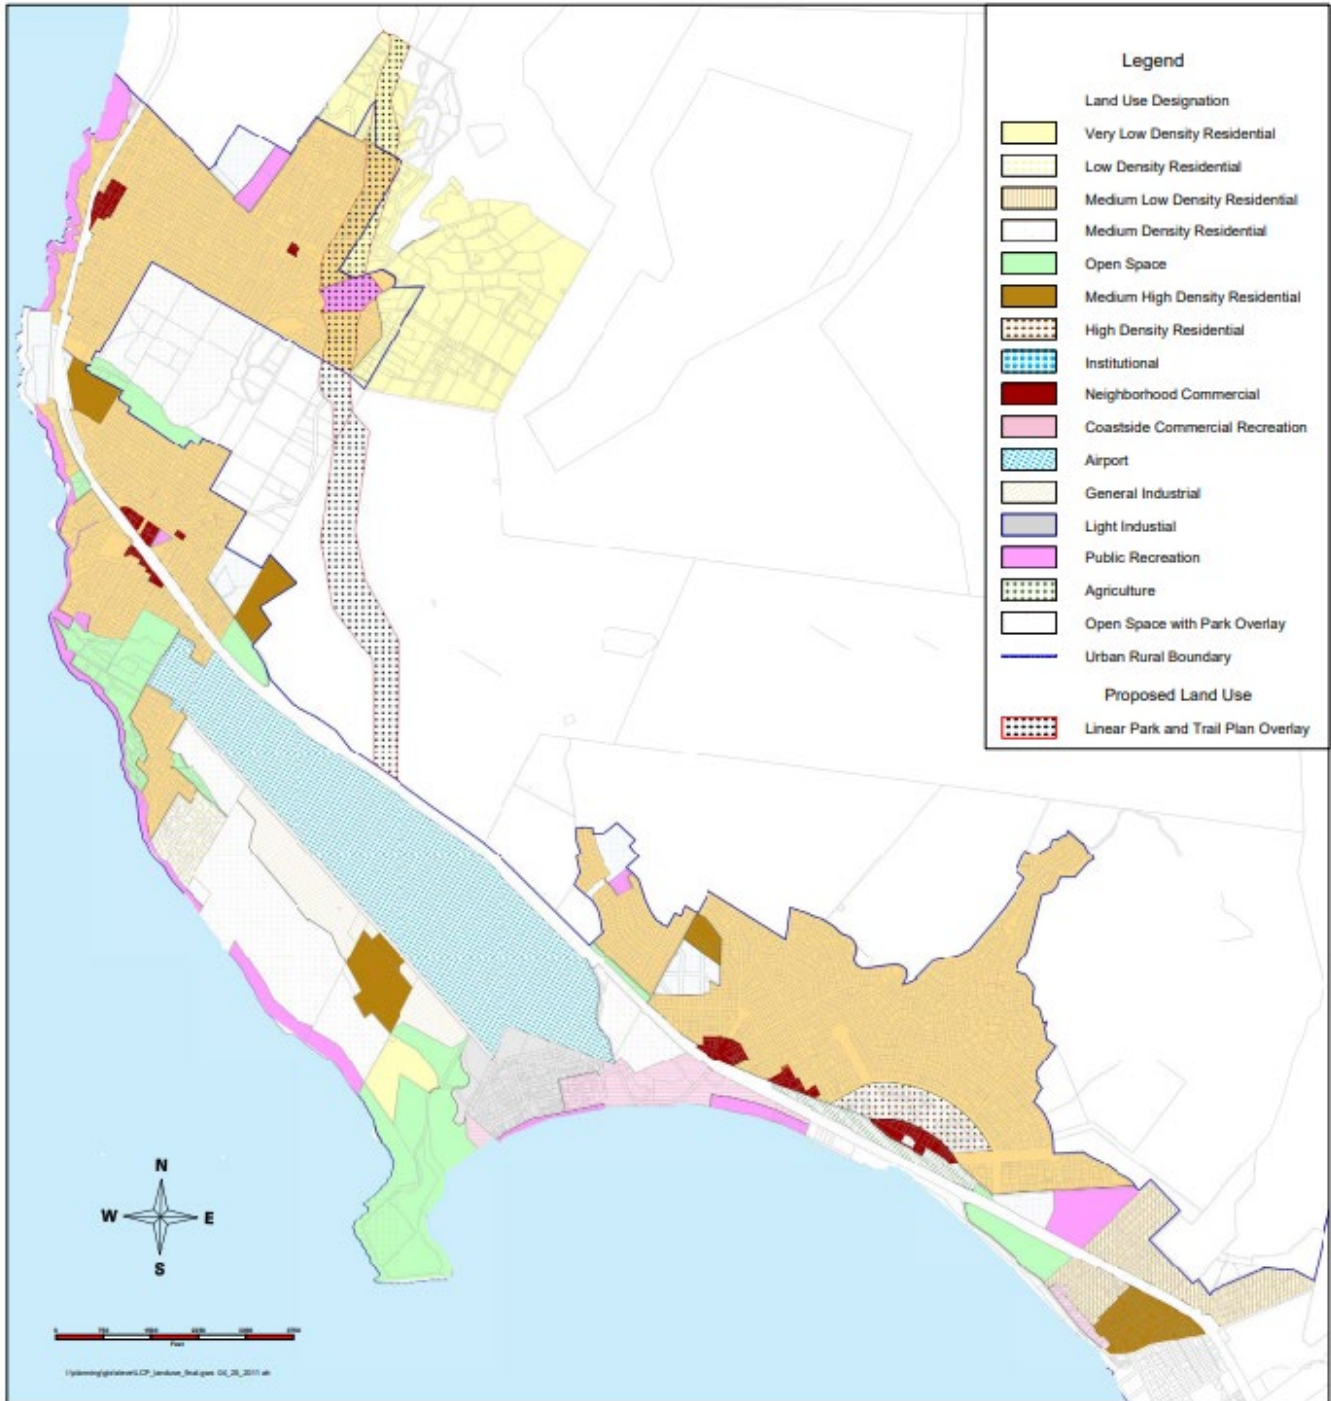 Legend
Land Use Designation
Very Low Density Residential
Low Density Residential
Medium Low Density Residential
Medium Density Residential
Open Space
Medium High Density Residential
High Density Residential
Institutional
Neighborhood Commercial
Coastside Commercial Recreation
Airport
General Industrial
Light Industial
Public Recreation
Agriculture
Open Space with Park Overlay
Urban Rural Boundary
Proposed Land Use
Linear Park and Trail Plan Overlay
N
W E
S
Feet